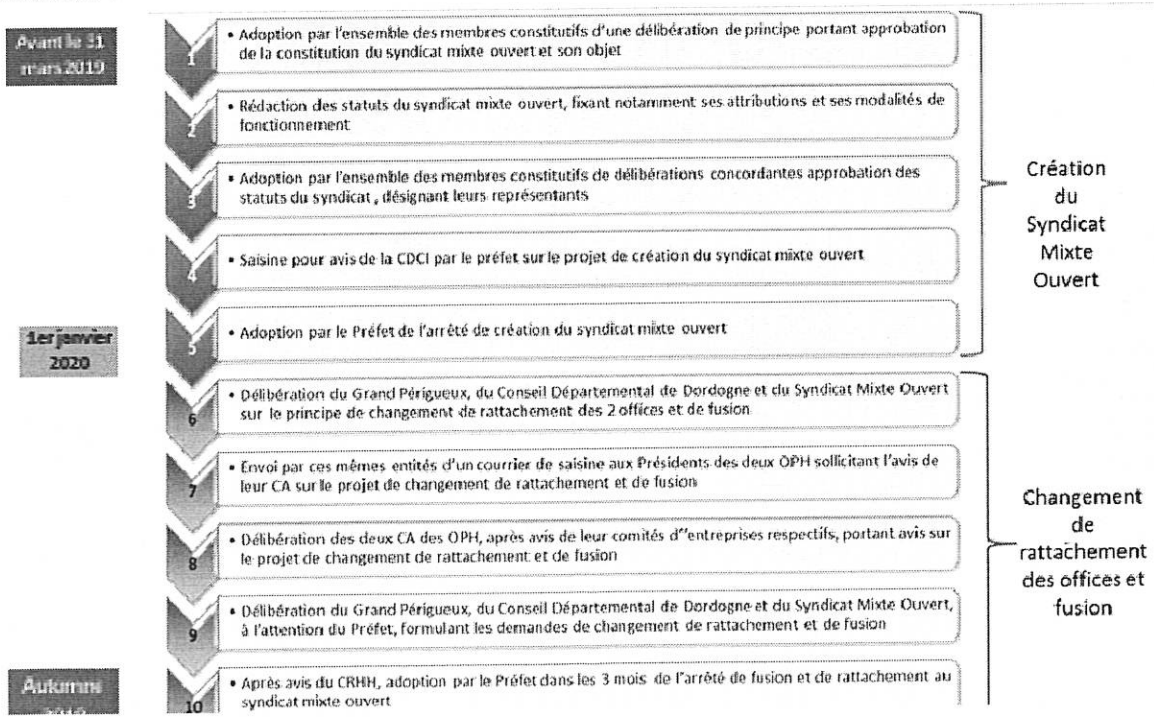 Avant le 31
mars 2019
1
• Adoption par l'ensemble des membres constitutifs d'une délibération de principe portant approbation
de la constitution du syndicat mixte ouvert et son objet
2
• Rédaction des statuts du syndicat mixte ouvert, fixant notamment ses attributions et ses modalités de
fonctionnement
3
• Adoption par l'ensemble des membres constitutifs de délibérations concordantes approbation des
statuts du syndicat , désignant leurs représentants
4
• Saisine pour avis de la CDCI par le préfet sur le projet de création du syndicat mixte ouvert
5
• Adoption par le Préfet de l'arrêté de création du syndicat mixte ouvert
Création
du
Syndicat
Mixte
Ouvert
1er janvier
2020
6
• Délibération du Grand Périgueux, du Conseil Départemental de Dordogne et du Syndicat Mixte Ouvert
sur le principe de changement de rattachement des 2 offices et de fusion
7
• Envoi par ces mêmes entités d'un courrier de saisine aux Présidents des deux OPH sollicitant l'avis de
leur CA sur le projet de changement de rattachement et de fusion
8
• Délibération des deux CA des OPH, après avis de leur comités d''entreprises respectifs, portant avis sur
le projet de changement de rattachement et de fusion
9
• Délibération du Grand Périgueux, du Conseil Départemental de Dordogne et du Syndicat Mixte Ouvert,
à l'attention du Préfet, formulant les demandes de changement de rattachement et de fusion
10
• Après avis du CRHH, adoption par le Préfet dans les 3 mois de l'arrêté de fusion et de rattachement au
syndicat mixte ouvert
Changement
de
rattachement
des offices et
fusion
Automne